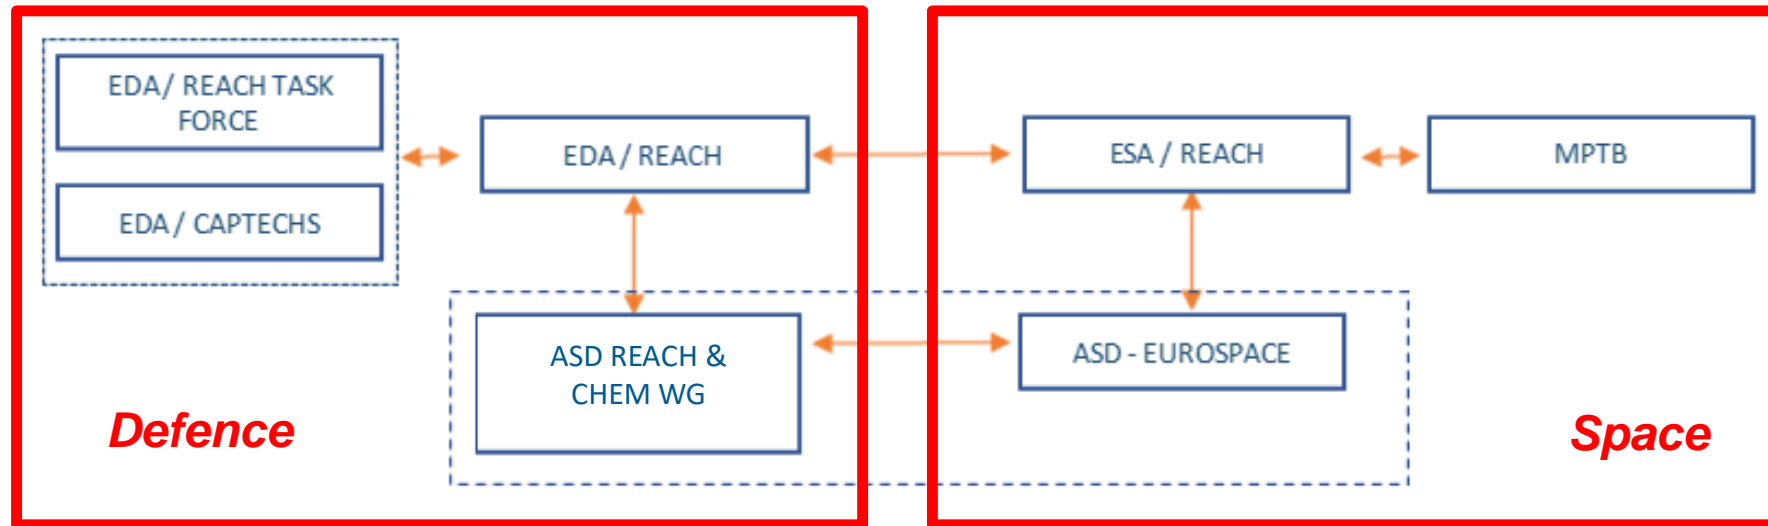 EDA/ REACH TASK
FORCE
EDA / CAPTECHS
EDA / REACH
ESA / REACH
MPTB
ASD REACH &
CHEM WG
ASD - EUROSPACE
Defence
Space